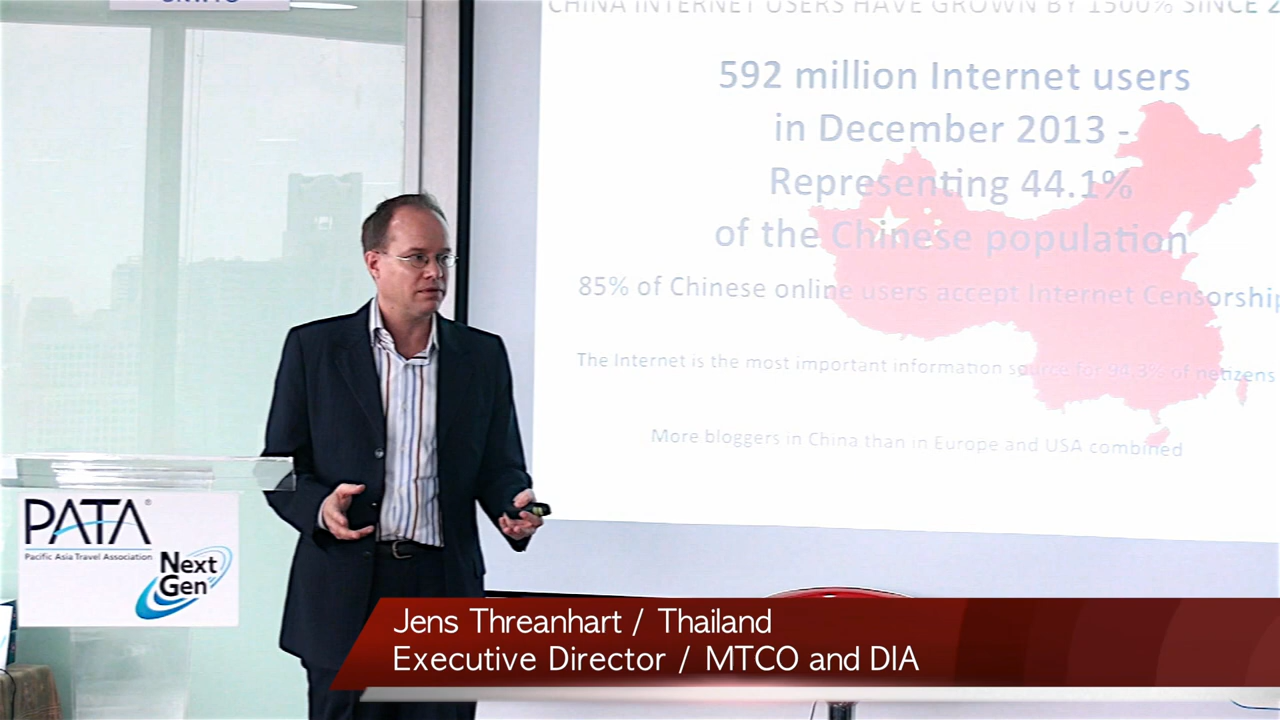 CHINA INTERNET USERS HAVE GROWN BY 1500% SINCE 2
592 million Internet users
in December 2013 -
Representing 44.1%
of the Chinese population
85% of Chinese online users accept Internet Censorship
The Internet is the most important information source for 94.3% of netizens
More bloggers in China than in Europe and USA combined
PATA®
Pacific Asia Travel Association
Next
Gen
Jens Threanhart / Thailand
Executive Director / MTCO and DIA